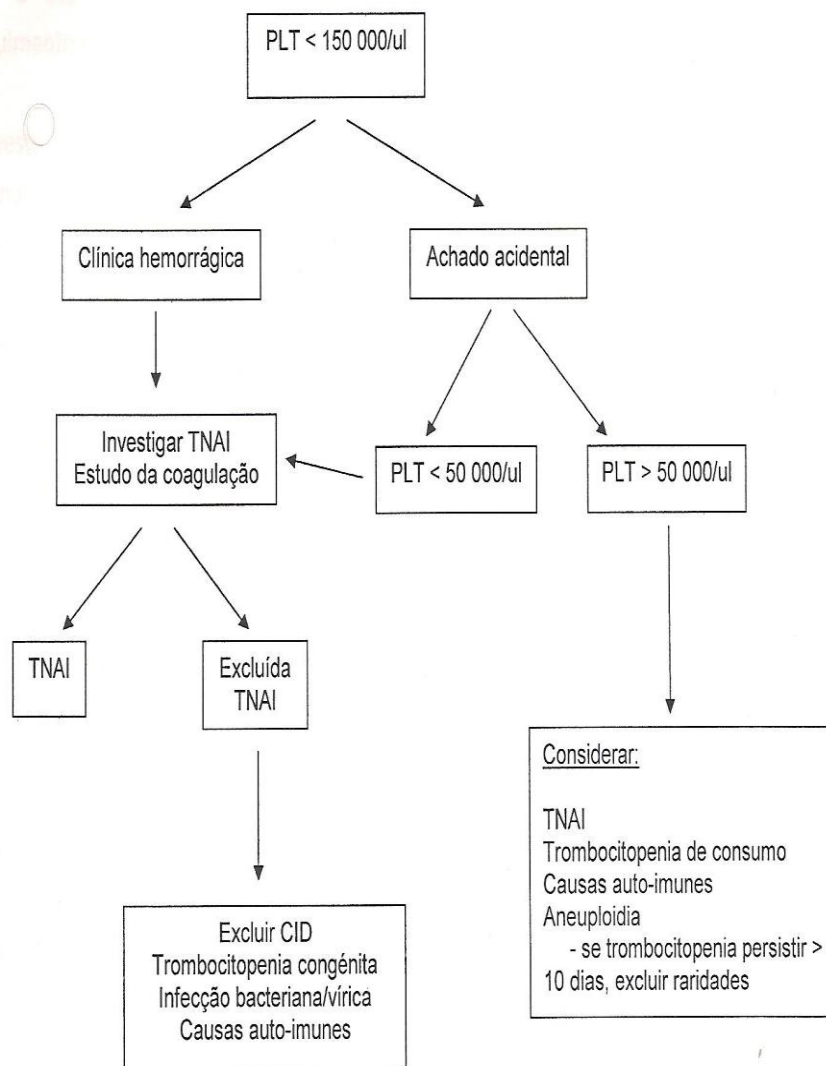 PLT < 150 000/ul
Clínica hemorrágica
Achado acidental
Investigar TNAI
Estudo da coagulação
PLT < 50 000/ul
PLT > 50 000/ul
TNAI
Excluída
TNAI
Considerar:
TNAI
Trombocitopenia de consumo
Causas auto-imunes
Aneuploidia
- se trombocitopenia persistir >
10 dias, excluir raridades
Excluir CID
Trombocitopenia congénita
Infecção bacteriana/vírica
Causas auto-imunes